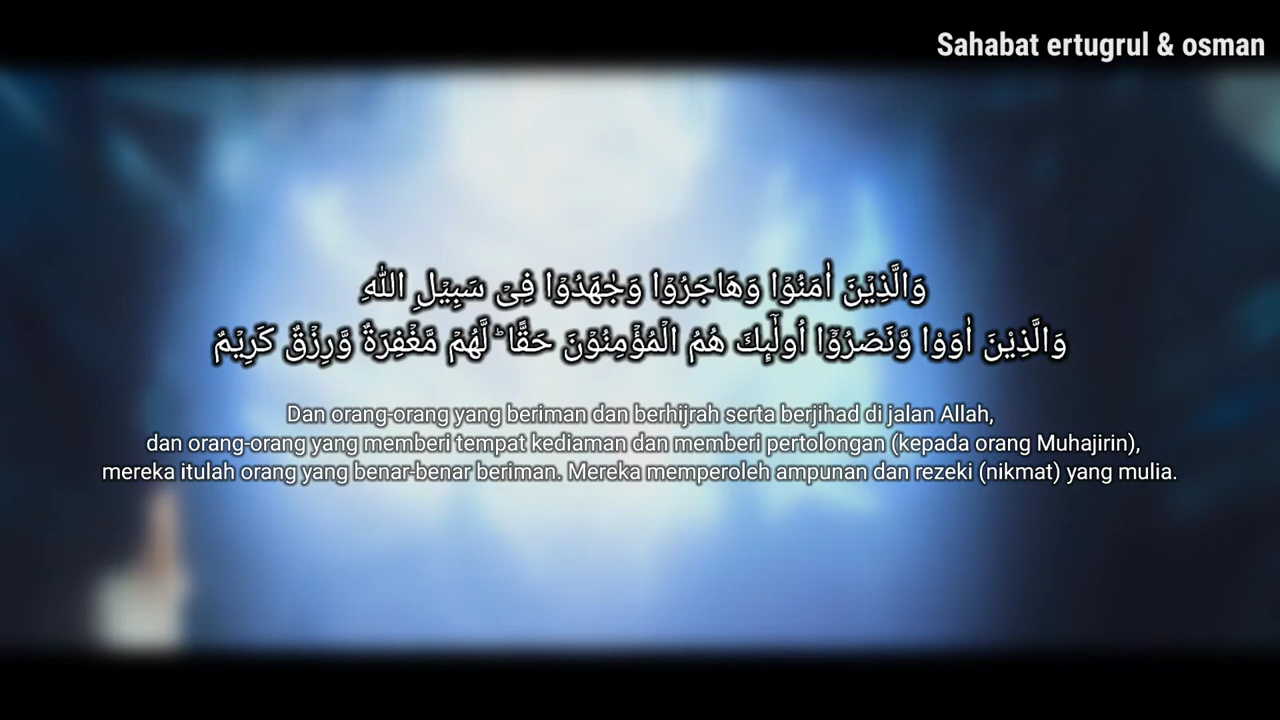 Sahabat ertugrul & osman
وَالَّذِيْنَ اٰمَنُوْا وَهَاجَرُوْا وَجٰهَدُوْا فِيْ سَبِيْلِ اللّٰهِ
وَالَّذِيْنَ اٰوَوْا وَّنَصَرُوْٓا اُولٰۤىِٕكَ هُمُ الْمُؤْمِنُوْنَ حَقًّاۗ لَهُمْ مَّغْفِرَةٌ وَّرِزْقٌ كَرِيْمٌ
Dan orang-orang yang beriman dan berhijrah serta berjihad di jalan Allah,
dan orang-orang yang memberi tempat kediaman dan memberi pertolongan (kepada orang Muhajirin),
mereka itulah orang yang benar-benar beriman. Mereka memperoleh ampunan dan rezeki (nikmat) yang mulia.